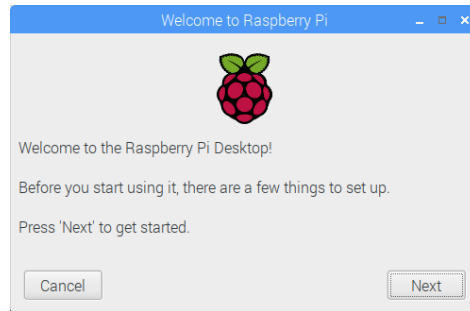 Welcome to Raspberry Pi
Welcome to the Raspberry Pi Desktop!
Before you start using it, there are a few things to set up.
Press 'Next' to get started.
Cancel
Next